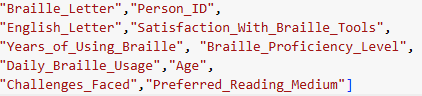 "Braille_Letter","Person_ID",
"English_Letter","Satisfaction_With_Braille_Tools",
"Years_of_Using_Braille", "Braille_Proficiency_Level",
"Daily_Braille_Usage","Age",
"Challenges_Faced","Preferred_Reading_Medium"]